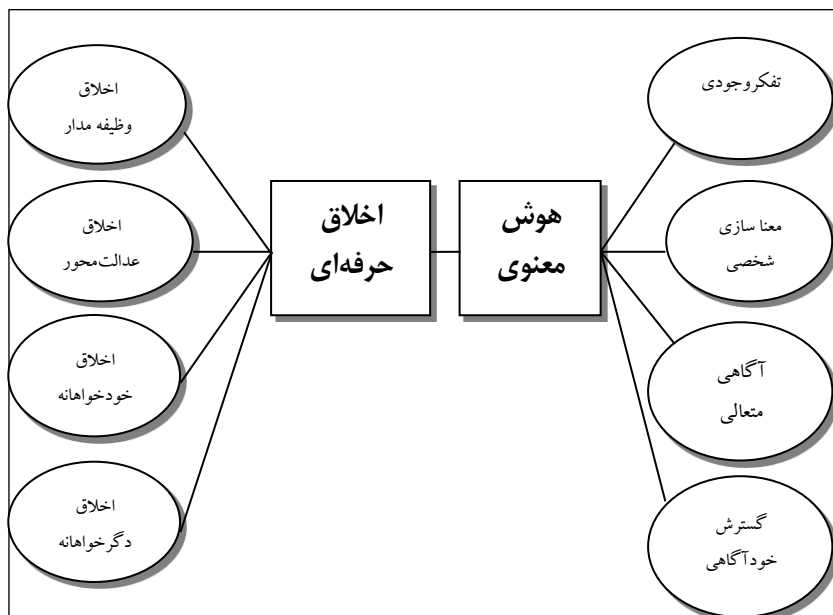 تفکروجودی
معنا سازی
شخصی
آگاهی
متعالی
گسترش
خودآگاهی
هوش
معنوی
اخلاق
حرفه‌ای
اخلاق
وظیفه مدار
اخلاق
عدالت‌محور
اخلاق
خودخواهانه
اخلاق
دگرخواهانه